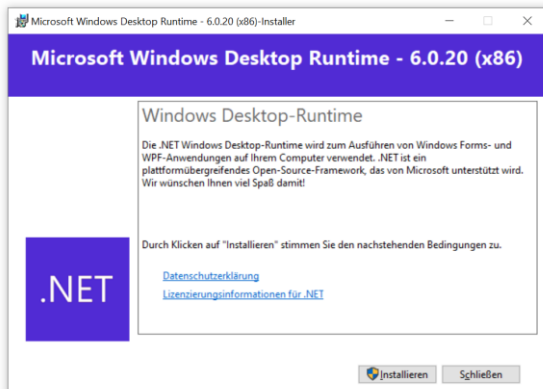 Microsoft Windows Desktop Runtime - 6.0.20 (x86)-Installer
Microsoft Windows Desktop Runtime - 6.0.20 (x86)
Windows Desktop-Runtime
Die .NET Windows Desktop-Runtime wird zum Ausführen von Windows Forms- und
WPF-Anwendungen auf Ihrem Computer verwendet. .NET ist ein
plattformübergreifendes Open-Source-Framework, das von Microsoft unterstützt wird.
Wir wünschen Ihnen viel Spaß damit!
Durch Klicken auf "Installieren" stimmen Sie den nachstehenden Bedingungen zu.
Datenschutzerklärung
Lizenzierungsinformationen für .NET
.NET
Installieren
Schließen